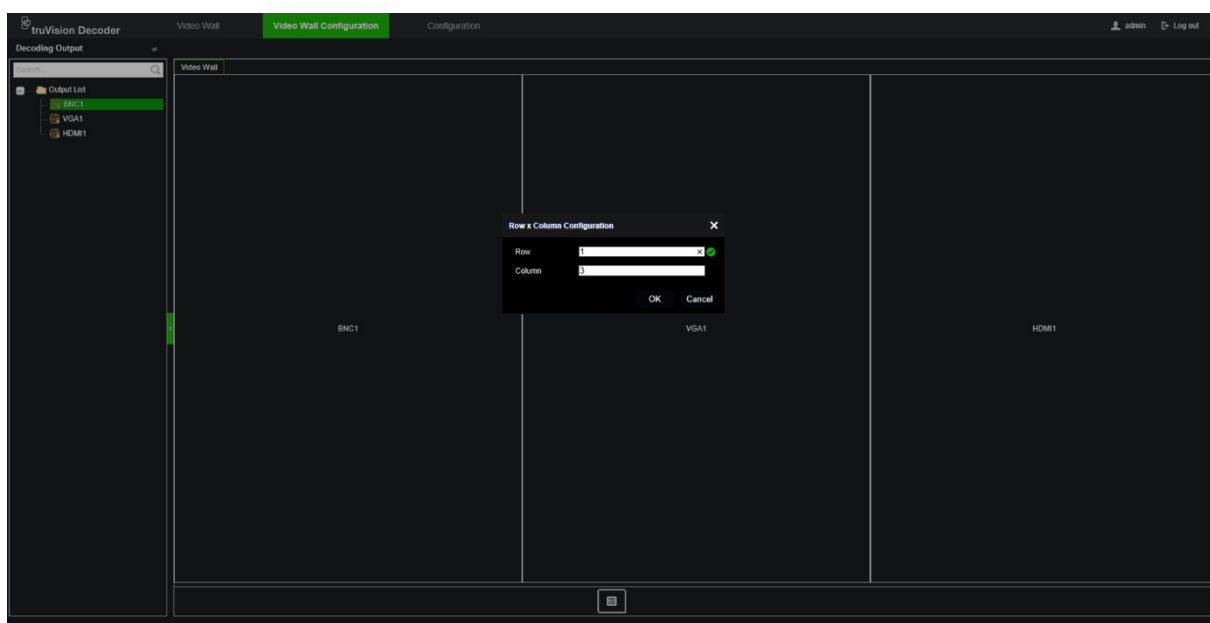 truVision Decoder
Video Wall
Video Wall Configuration
Configuration
admin
Log out
Decoding Output
Search...
Video Wall
Output List
BNC1
VGA1
HDMI1
Row x Column Configuration
Row
1
Column
3
OK
Cancel
BNC1
VGA1
HDMI1